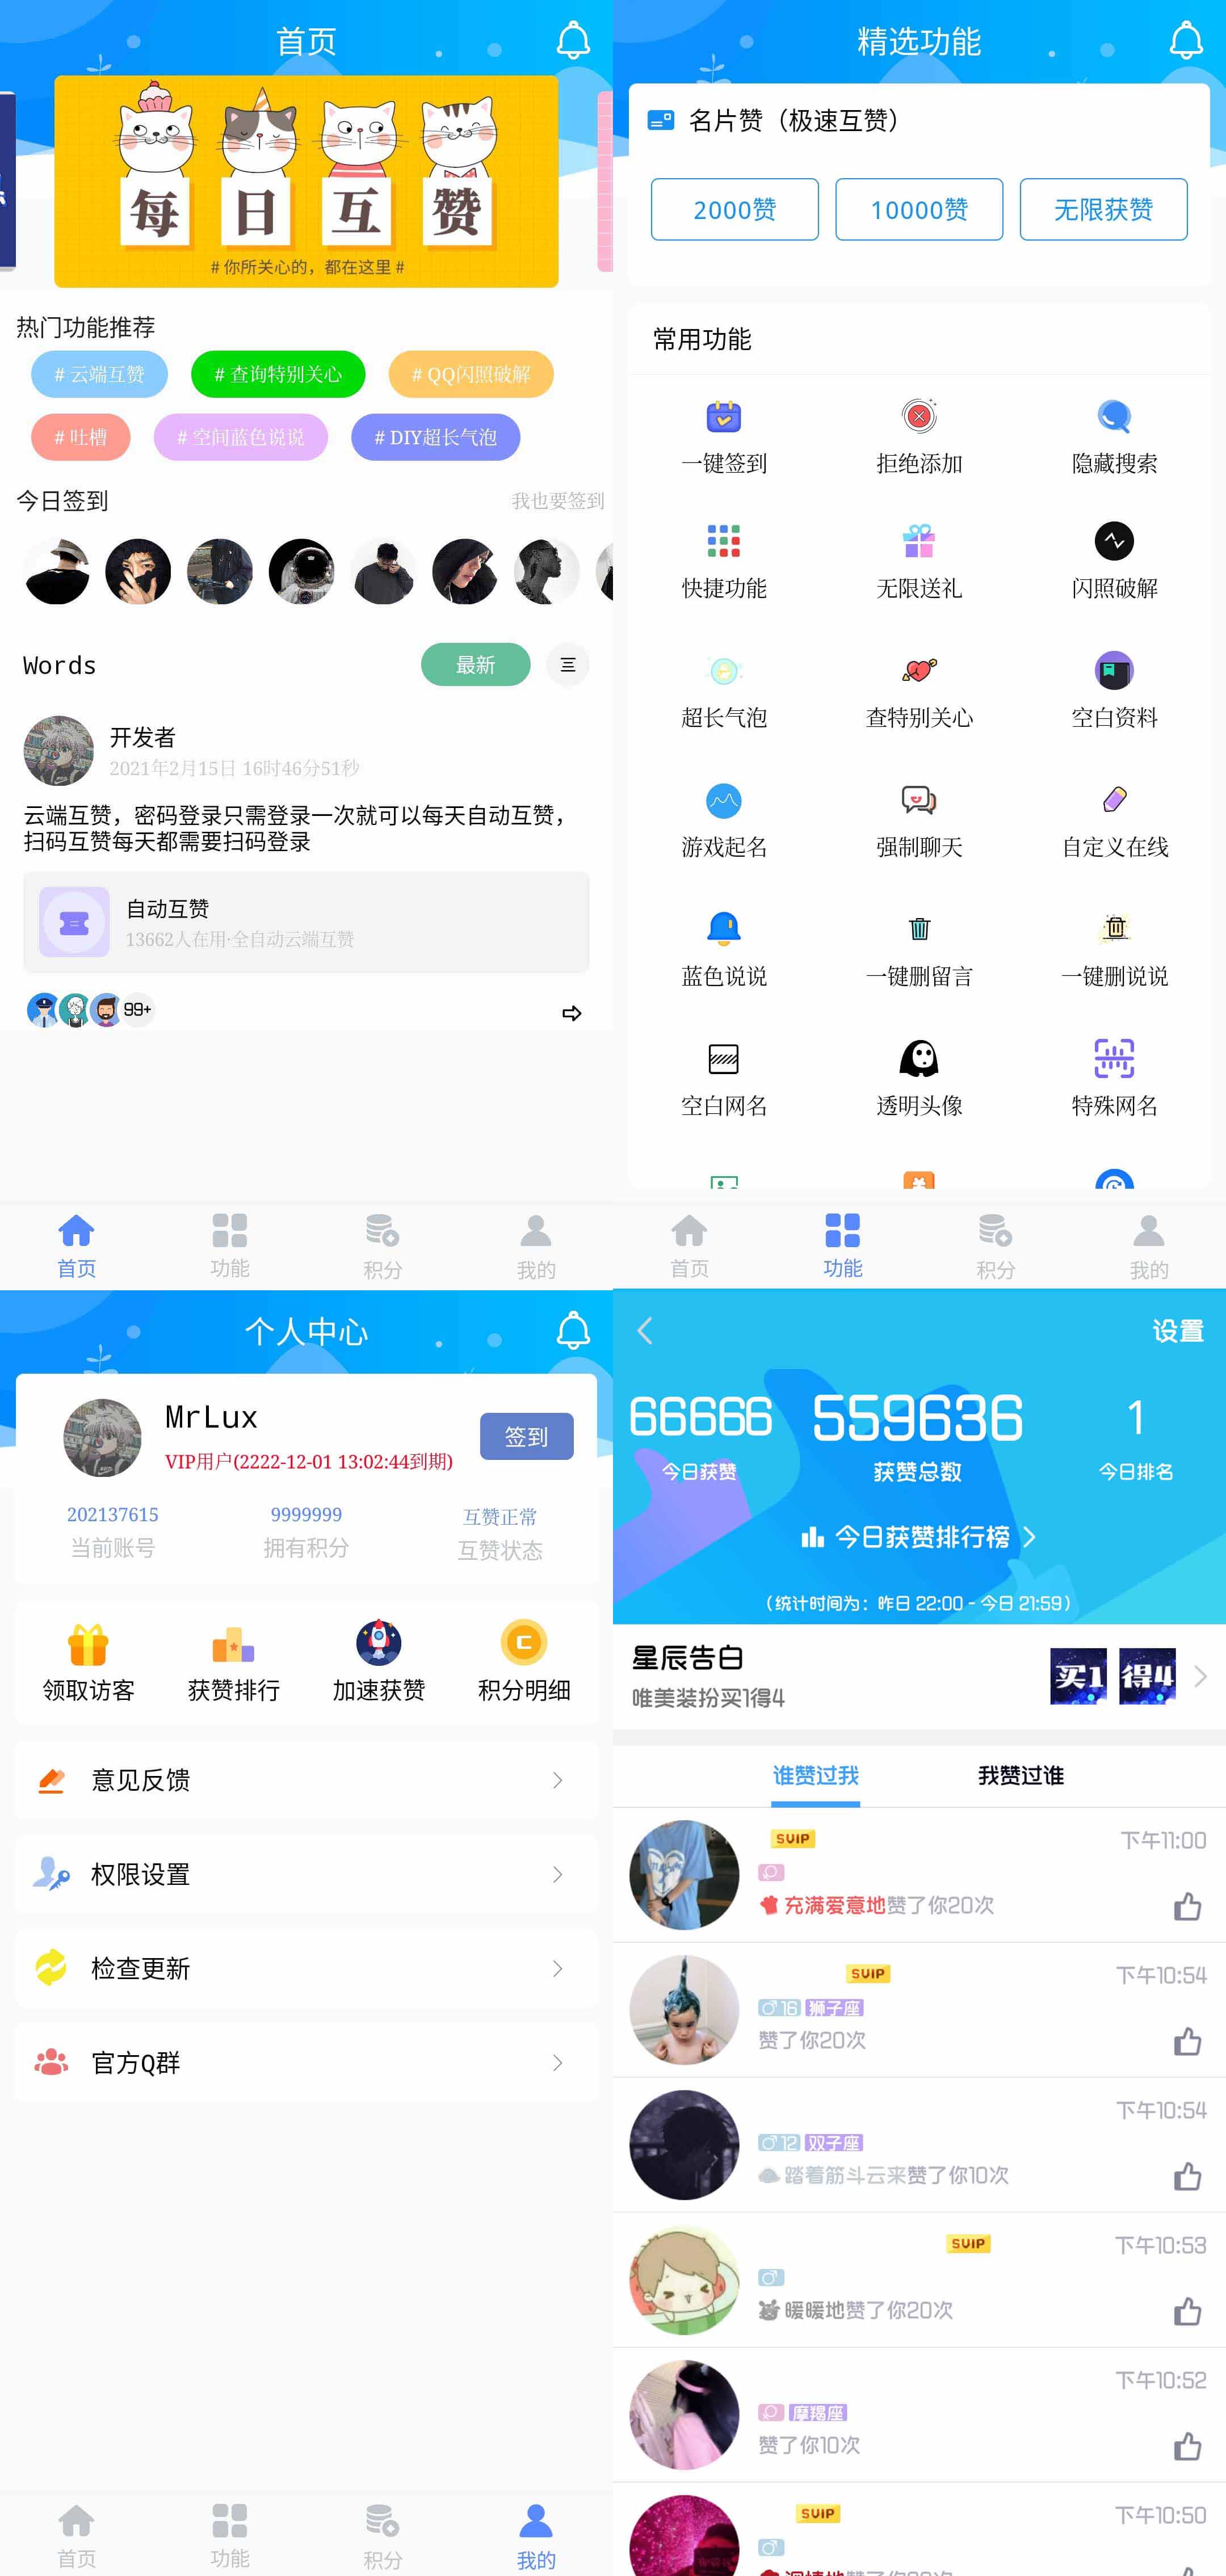 首页
每日互赞
# 你所关心的，都在这里 #
热门功能推荐
# 云端互赞
# 查询特别关心
# QQ闪照破解
# 吐槽
# 空间蓝色说说
# DIY超长气泡
今日签到
我也要签到
Words
最新
开发者
2021年2月15日 16时46分51秒
云端互赞，密码登录只需登录一次就可以每天自动互赞，
扫码互赞每天都需要扫码登录
自动互赞
13662人在用·全自动云端互赞
99+
首页
功能
积分
我的
精选功能
名片赞（极速互赞）
2000赞
10000赞
无限获赞
常用功能
一键签到
拒绝添加
隐藏搜索
快捷功能
无限送礼
闪照破解
超长气泡
查特别关心
空白资料
游戏起名
强制聊天
自定义在线
蓝色说说
一键删留言
一键删说说
空白网名
透明头像
特殊网名
首页
功能
积分
我的
个人中心
MrLux
VIP用户(2222-12-01 13:02:44到期)
签到
202137615
9999999
互赞正常
当前账号
拥有积分
互赞状态
领取访客
获赞排行
加速获赞
积分明细
意见反馈
权限设置
检查更新
官方Q群
首页
功能
积分
我的
设置
66666
559636
1
今日获赞
获赞总数
今日排名
今日获赞排行榜
（统计时间为：昨日 22:00 - 今日 21:59）
星辰告白
唯美装扮买1得4
买1
得4
谁赞过我
我赞过谁
SVIP
下午11:00
充满爱意地赞了你20次
SVIP
下午10:54
16 狮子座
赞了你20次
下午10:54
12 双子座
踏着筋斗云来赞了你10次
SVIP
下午10:53
暖暖地赞了你20次
下午10:52
摩羯座
赞了你10次
SVIP
下午10:50